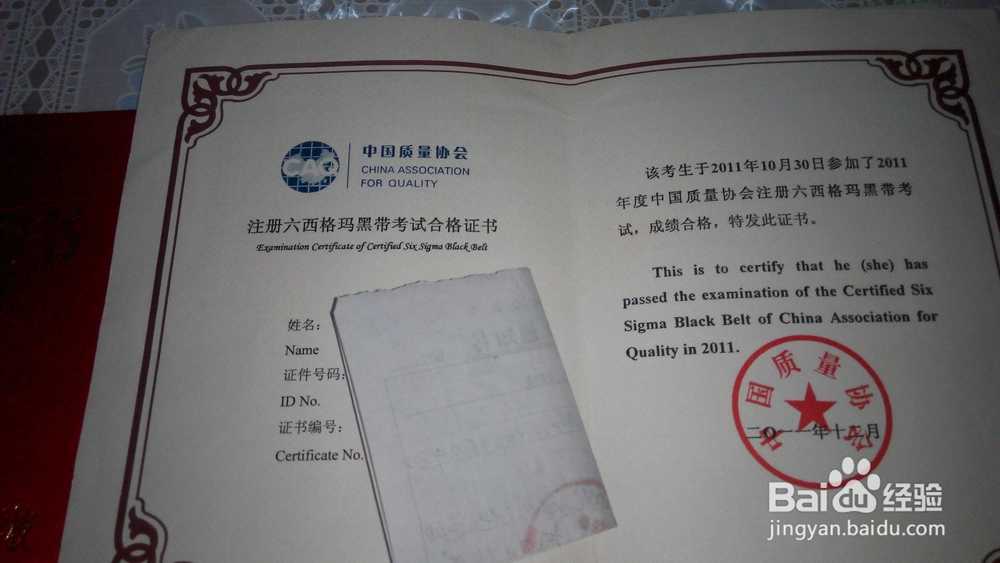 中国质量协会
CHINA ASSOCIATION
FOR QUALITY
CAQ
注册六西格玛黑带考试合格证书
Examination Certificate of Certified Six Sigma Black Belt
姓名:
Name
证件号码:
ID No.
证书编号:
Certificate No.
该考生于2011年10月30日参加了2011
年度中国质量协会注册六西格玛黑带考
试，成绩合格，特发此证书。
This is to certify that he (she) has
passed the examination of the Certified Six
Sigma Black Belt of China Association for
Quality in 2011.
中国质量协会
二〇一一年十二月
Baidu经验
jingyan.baidu.com